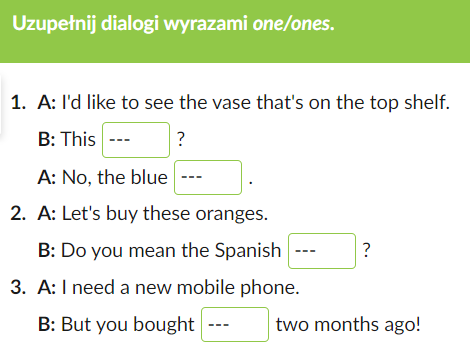 Uzupełnij dialogi wyrazami one/ones.
1. A: I'd like to see the vase that's on the top shelf.
B: This --- ?
A: No, the blue --- .
2. A: Let's buy these oranges.
B: Do you mean the Spanish --- ?
3. A: I need a new mobile phone.
B: But you bought --- two months ago!